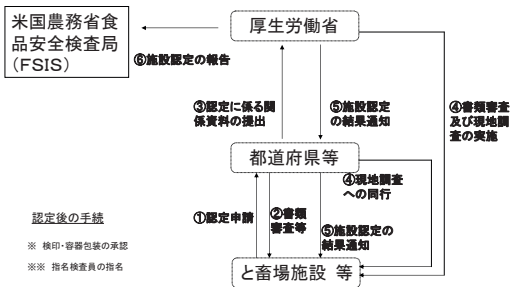 米国農務省食
品安全検査局
(FSIS)
厚生労働省
⑥施設認定の報告
③認定に係る関
係資料の提出
⑤施設認定
の結果通知
④書類審査
及び現地調
査の実施
都道府県等
④現地調査
への同行
①認定申請
②書類
審査等
⑤施設認定の
結果通知
認定後の手続
※ 検印・容器包装の承認
※※ 指名検査員の指名
と畜場施設 等